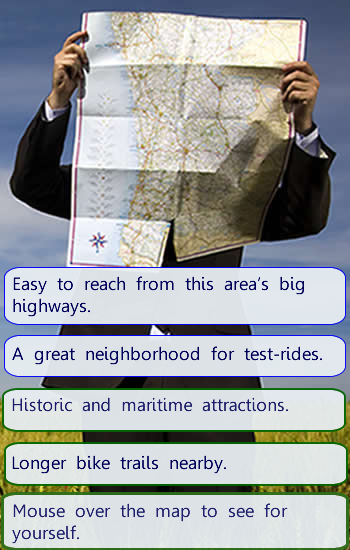 Easy to reach from this area's big
highways.
A great neighborhood for test-rides.
Historic and maritime attractions.
Longer bike trails nearby.
Mouse over the map to see for
yourself.